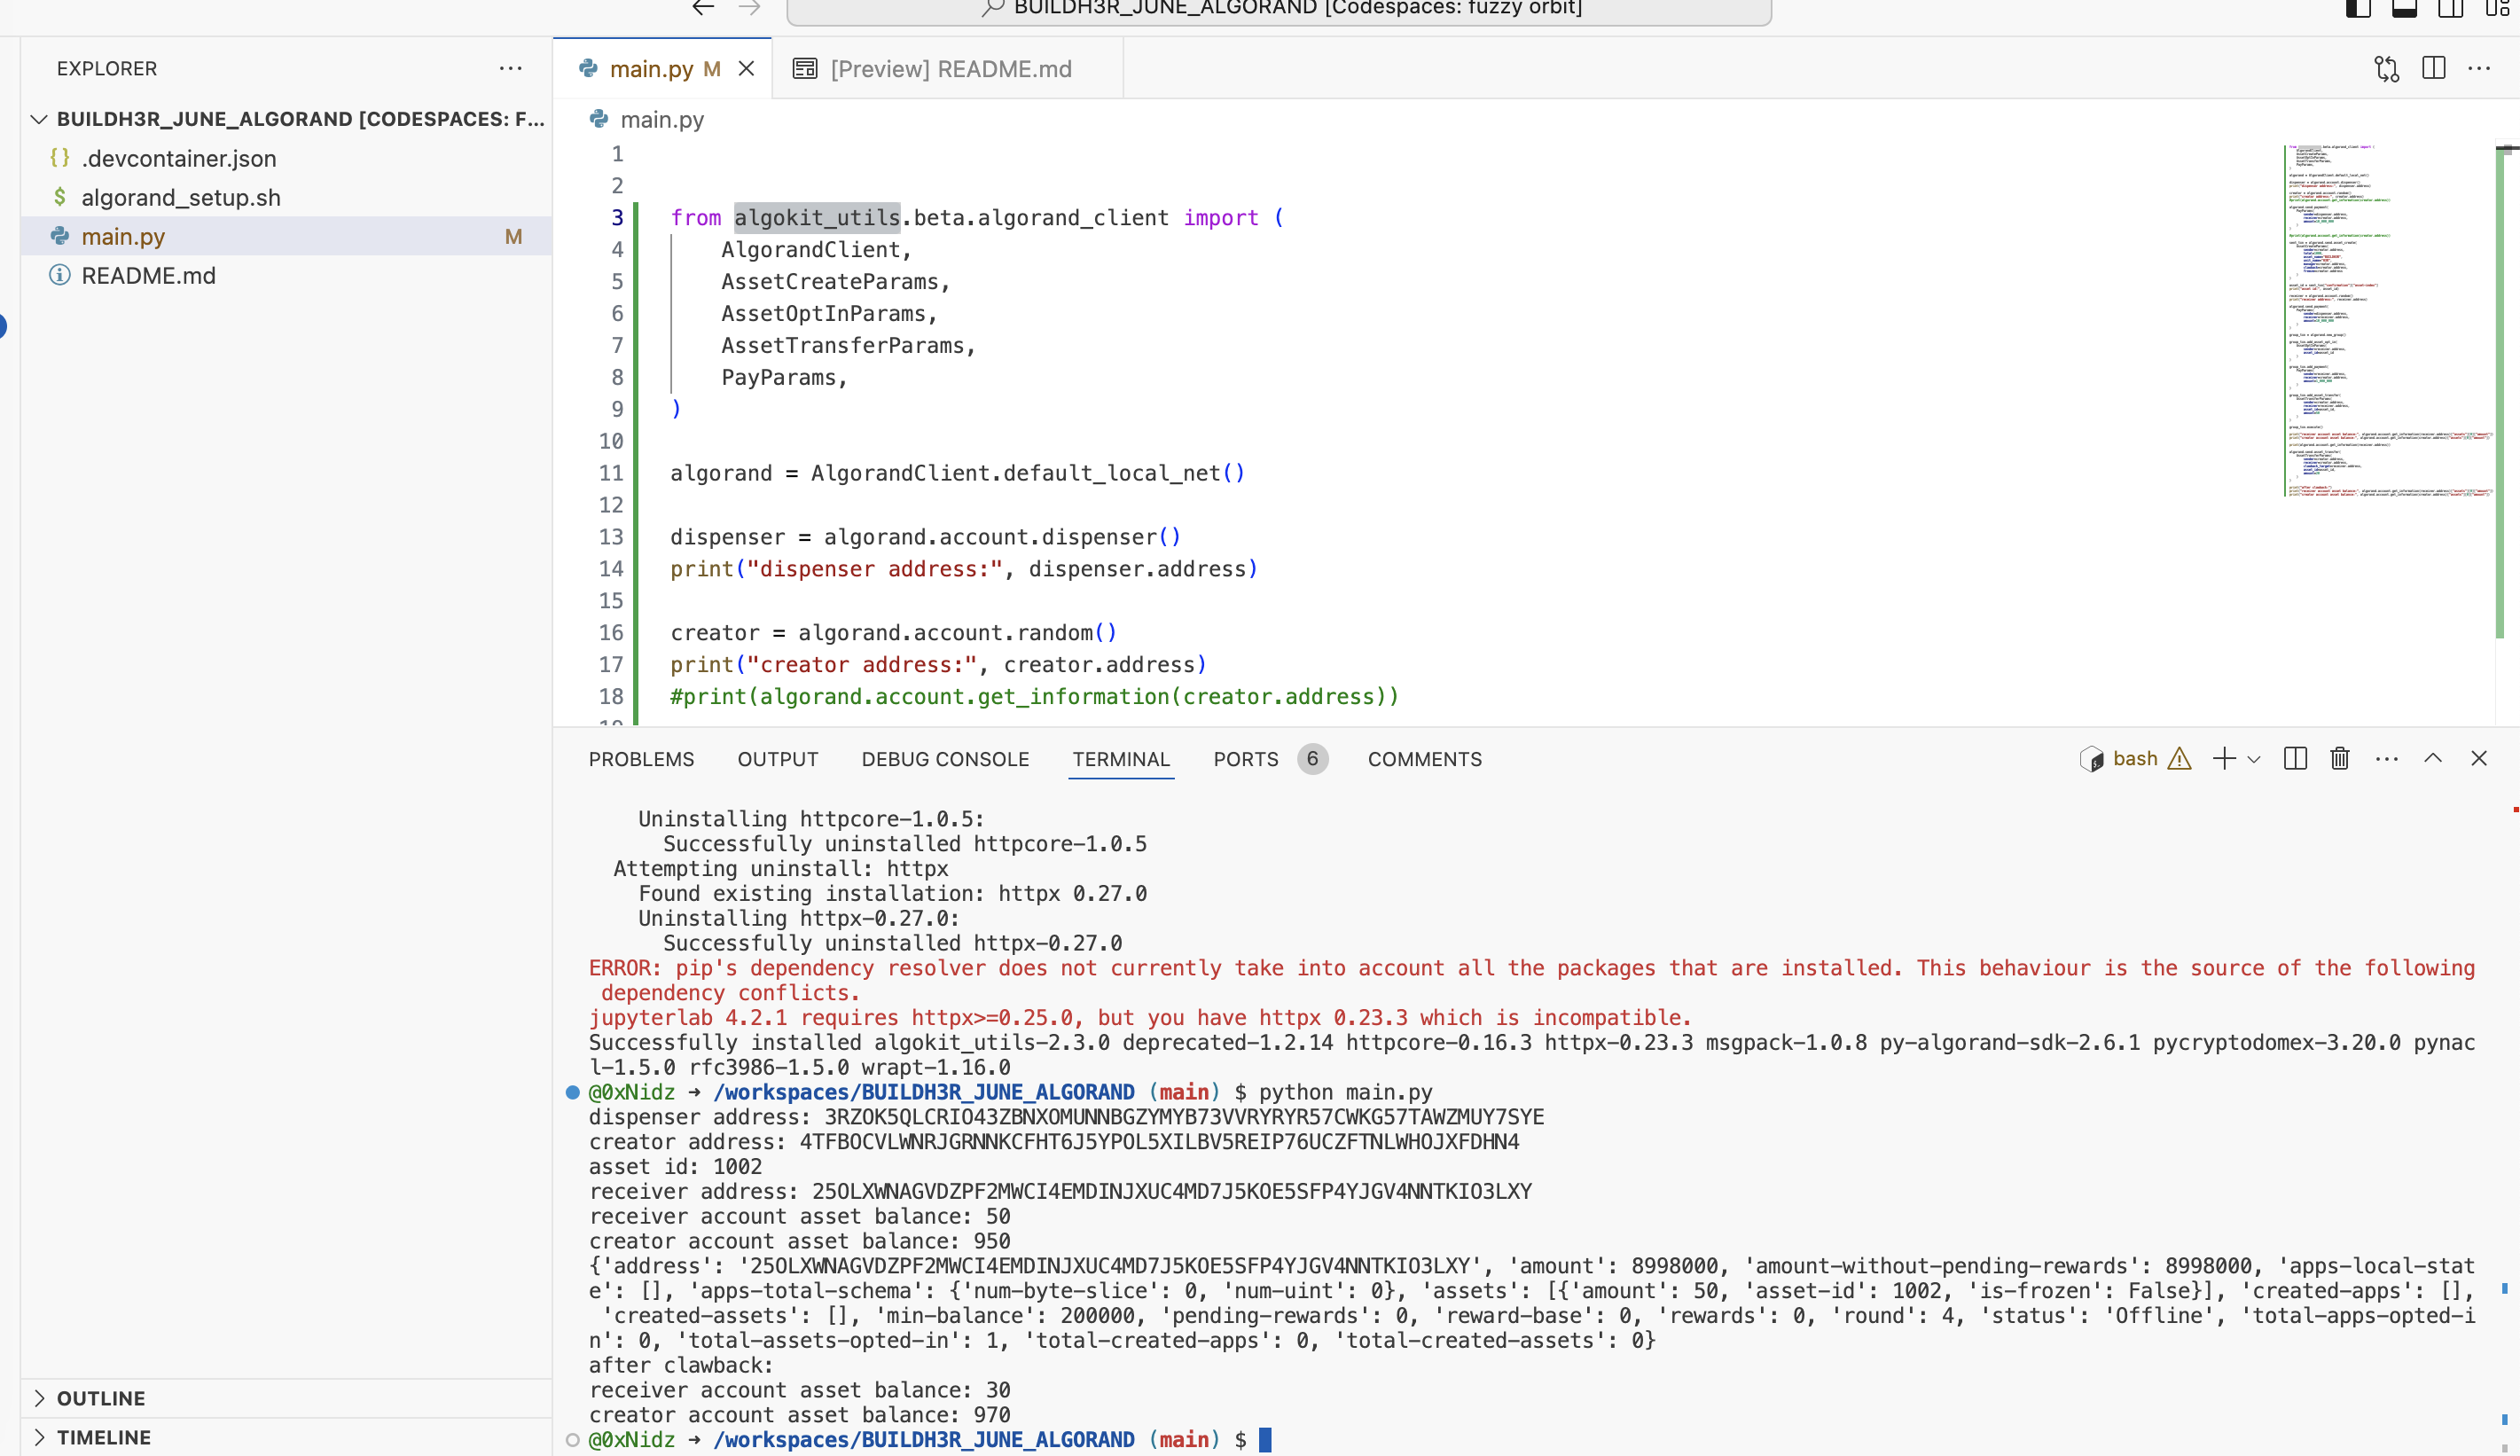 BUILDH3R_JUNE_ALGORAND [Codespaces: fuzzy orbit]
EXPLORER
BUILDH3R_JUNE_ALGORAND [CODESPACES: F...
.devcontainer.json
algorand_setup.sh
main.py M
README.md
OUTLINE
TIMELINE
main.py M
[Preview] README.md
main.py
1
2
3 from algokit_utils.beta.algorand_client import (
4 AlgorandClient,
5 AssetCreateParams,
6 AssetOptInParams,
7 AssetTransferParams,
8 PayParams,
9 )
10
11 algorand = AlgorandClient.default_local_net()
12
13 dispenser = algorand.account.dispenser()
14 print("dispenser address:", dispenser.address)
15
16 creator = algorand.account.random()
17 print("creator address:", creator.address)
18 #print(algorand.account.get_information(creator.address))
PROBLEMS OUTPUT DEBUG CONSOLE TERMINAL PORTS 6 COMMENTS
bash
Uninstalling httpcore-1.0.5:
Successfully uninstalled httpcore-1.0.5
Attempting uninstall: httpx
Found existing installation: httpx 0.27.0
Uninstalling httpx-0.27.0:
Successfully uninstalled httpx-0.27.0
ERROR: pip's dependency resolver does not currently take into account all the packages that are installed. This behaviour is the source of the following
dependency conflicts.
jupyterlab 4.2.1 requires httpx>=0.25.0, but you have httpx 0.23.3 which is incompatible.
Successfully installed algokit_utils-2.3.0 deprecated-1.2.14 httpcore-0.16.3 httpx-0.23.3 msgpack-1.0.8 py-algorand-sdk-2.6.1 pycryptodomex-3.20.0 pynac
l-1.5.0 rfc3986-1.5.0 wrapt-1.16.0
@0xNidz → /workspaces/BUILDH3R_JUNE_ALGORAND (main) $ python main.py
dispenser address: 3RZOK5QLCRIO43ZBNXOMUNNBGZYMYB73VVRYRYR57CWKG57TAWZMUY7SYE
creator address: 4TFBOCVLWNRJGRNNKCFHT6J5YPOL5XILBV5REIP76UCZFTNLWHOJXFDHN4
asset id: 1002
receiver address: 25OLXWNAGVDZPF2MWCI4EMDINJXUC4MD7J5KOE5SFP4YJGV4NNTKIO3LXY
receiver account asset balance: 50
creator account asset balance: 950
{'address': '25OLXWNAGVDZPF2MWCI4EMDINJXUC4MD7J5KOE5SFP4YJGV4NNTKIO3LXY', 'amount': 8998000, 'amount-without-pending-rewards': 8998000, 'apps-local-stat
e': [], 'apps-total-schema': {'num-byte-slice': 0, 'num-uint': 0}, 'assets': [{'amount': 50, 'asset-id': 1002, 'is-frozen': False}], 'created-apps': [],
'created-assets': [], 'min-balance': 200000, 'pending-rewards': 0, 'reward-base': 0, 'rewards': 0, 'round': 4, 'status': 'Offline', 'total-apps-opted-i
n': 0, 'total-assets-opted-in': 1, 'total-created-apps': 0, 'total-created-assets': 0}
after clawback:
receiver account asset balance: 30
creator account asset balance: 970
@0xNidz → /workspaces/BUILDH3R_JUNE_ALGORAND (main) $